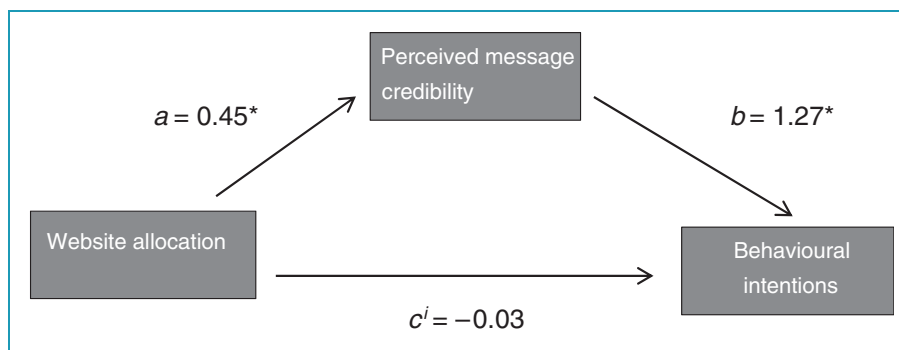 Perceived message
credibility
a = 0.45*
b = 1.27*
Website allocation
Behavioural
intentions
cⁱ = −0.03